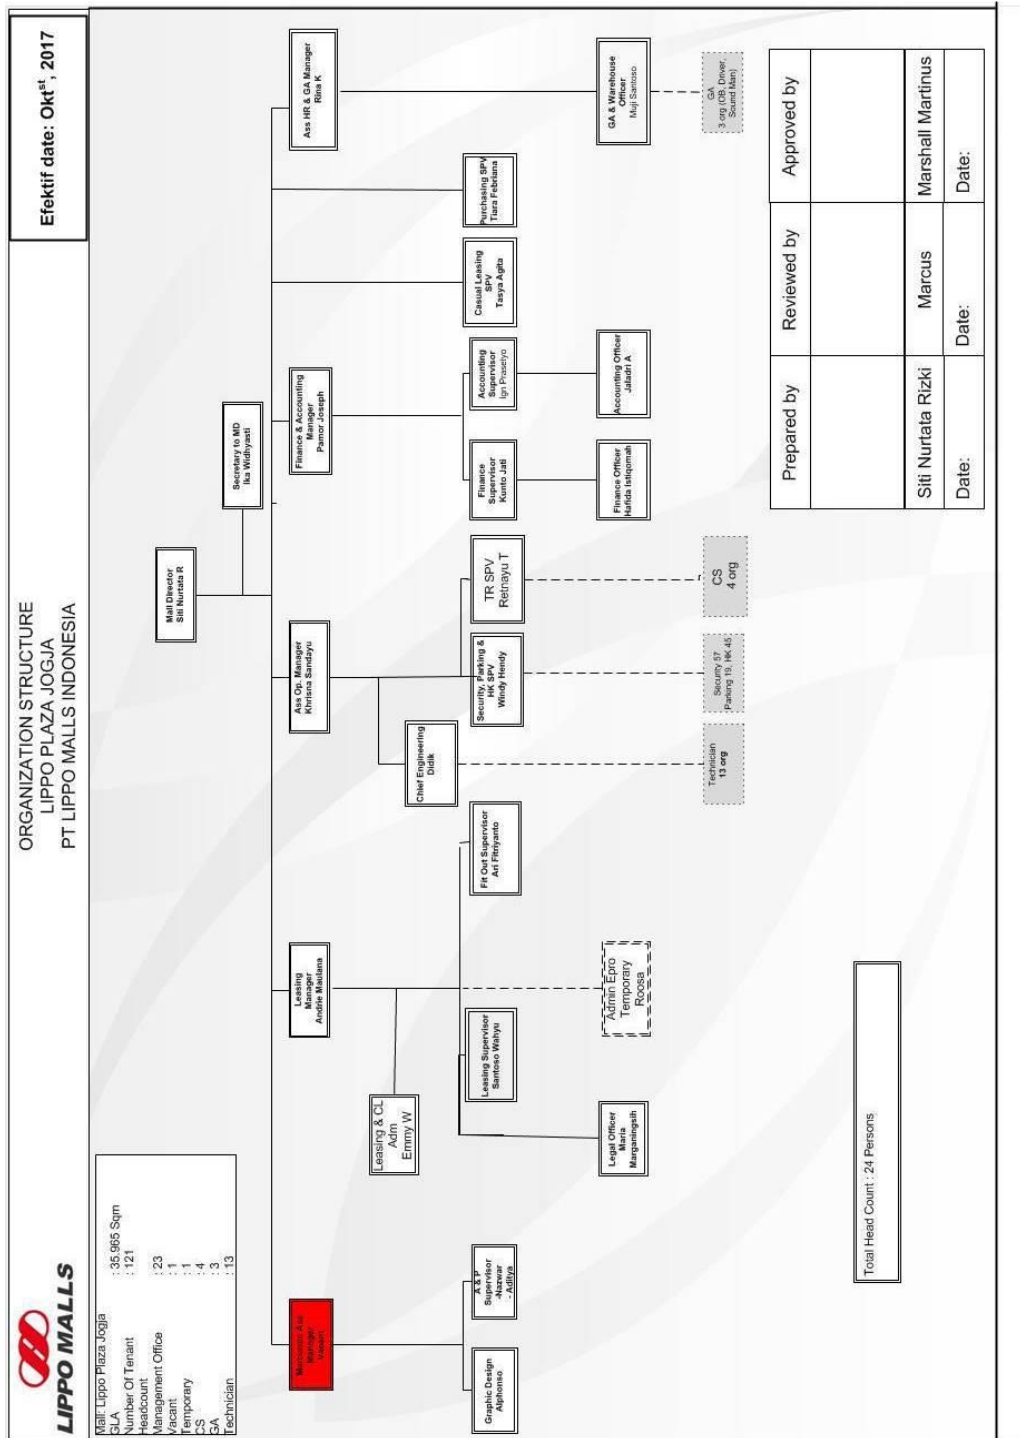 LIPPO MALLS
ORGANIZATION STRUCTURE
LIPPO PLAZA JOGJA
PT LIPPO MALLS INDONESIA
Efektif date: Oktst, 2017
Mall: Lippo Plaza Jogja
GLA : 35.965 Sqm
Number Of Tenant : 121
Headcount
Management Office : 23
Vacant : 1
Temporary : 1
CS : 4
GA : 3
Technician : 13
Mall Director
Siti Nurtata R
Secretary to MD
Ika Widhyasti
Manager
Vacant
Leasing
Manager
Andrie Maulana
Ass Op. Manager
Khrisna Sandayu
Finance & Accounting
Manager
Pamor Joseph
Ass HR & GA Manager
Rina K
Leasing & CL
Adm
Emmy W
Chief Engineering
Didik
Graphic Design
Alphonso
A & P
Supervisor
-Nazwar
- Aditya
Leasing Supervisor
Santoso Wahyu
Fit Out Supervisor
Ari Fitriyanto
Security, Parking &
HK SPV
Windy Hendy
TR SPV
Retnayu T
Finance
Supervisor
Kunto Jati
Accounting
Supervisor
Ign Prasetyo
Casual Leasing
SPV
Tasya Agita
Purchasing SPV
Tiara Febriana
Legal Officer
Maria
Marganingsih
Admin Epro
Temporary
Roosa
Finance Officer
Hafida Istiqomah
Accounting Officer
Jaladri A
GA & Warehouse
Officer
Muji Santoso
Technician
13 org
Security 57
Parking 19, HK 45
CS
4 org
GA
3 org (OB, Driver,
Sound Man)
Total Head Count : 24 Persons
Prepared by Reviewed by Approved by
Siti Nurtata Rizki Marcus Marshall Martinus
Date: Date: Date: